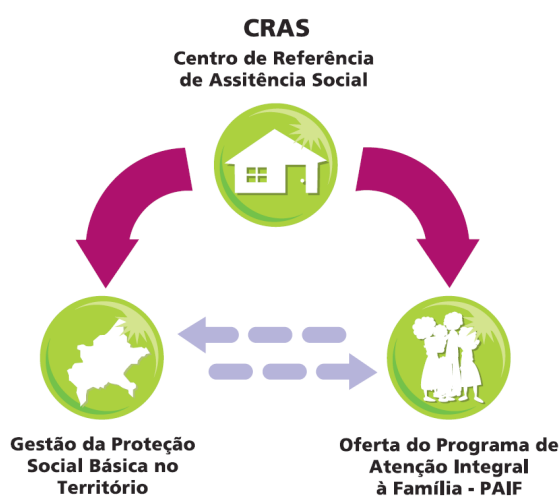 CRAS
Centro de Referência
de Assitência Social
Gestão da Proteção
Social Básica no
Território
Oferta do Programa de
Atenção Integral
à Família - PAIF